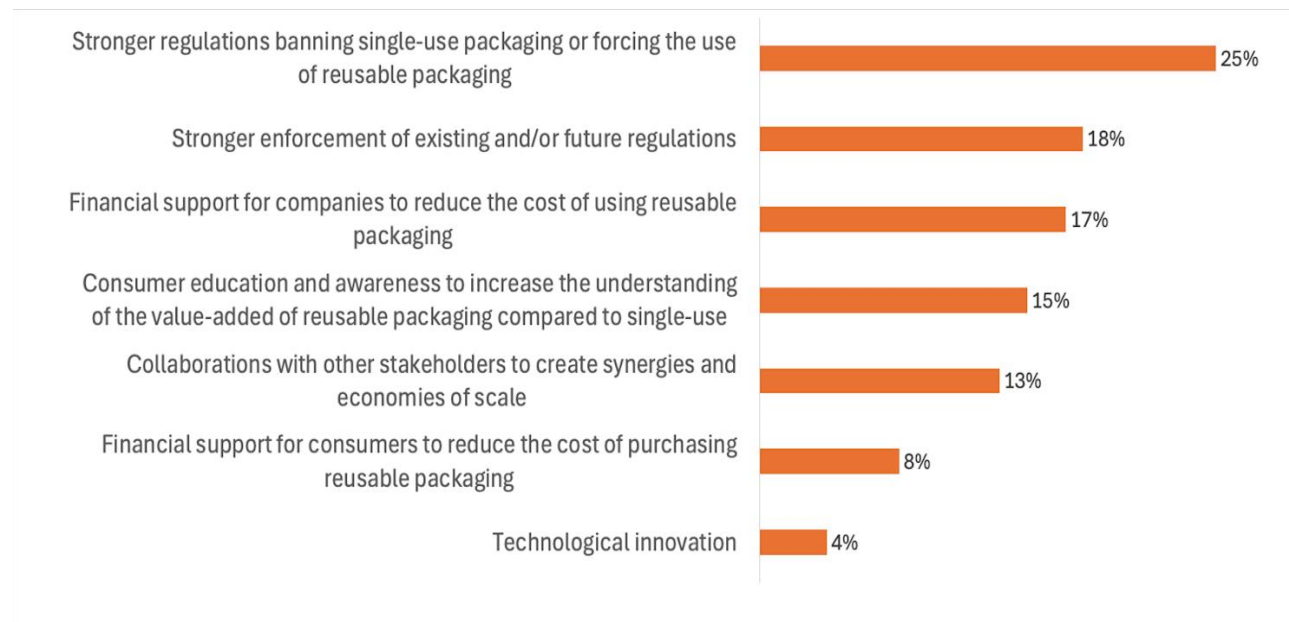 Stronger regulations banning single-use packaging or forcing the use
of reusable packaging
25%
Stronger enforcement of existing and/or future regulations
18%
Financial support for companies to reduce the cost of using reusable
packaging
17%
Consumer education and awareness to increase the understanding
of the value-added of reusable packaging compared to single-use
15%
Collaborations with other stakeholders to create synergies and
economies of scale
13%
Financial support for consumers to reduce the cost of purchasing
reusable packaging
8%
Technological innovation
4%